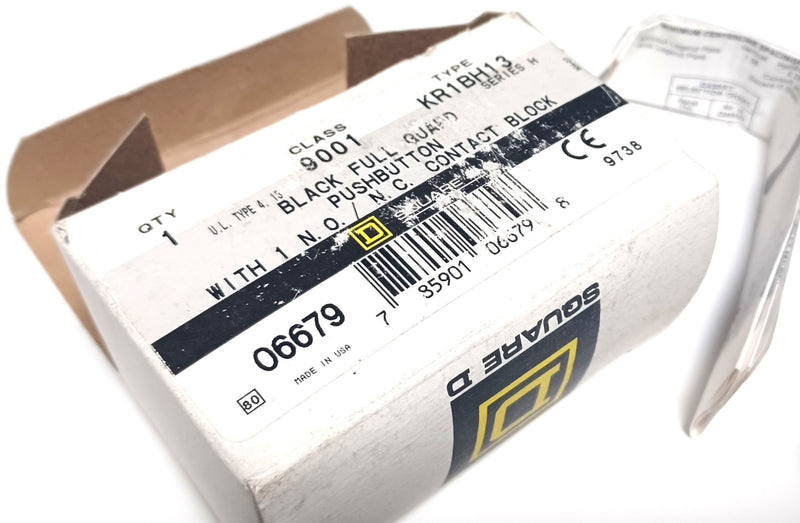 QTY CLASS TYPE
1 9001 KR1BH13
U.L. TYPE 4, 13 SERIES H
BLACK FULL GUARD
PUSHBUTTON
WITH 1 N.O./ N.C. CONTACT BLOCK
CE
9738
D SQUARE
06679
7 85901 06679 8
80
MADE IN USA
SQUARE D
D